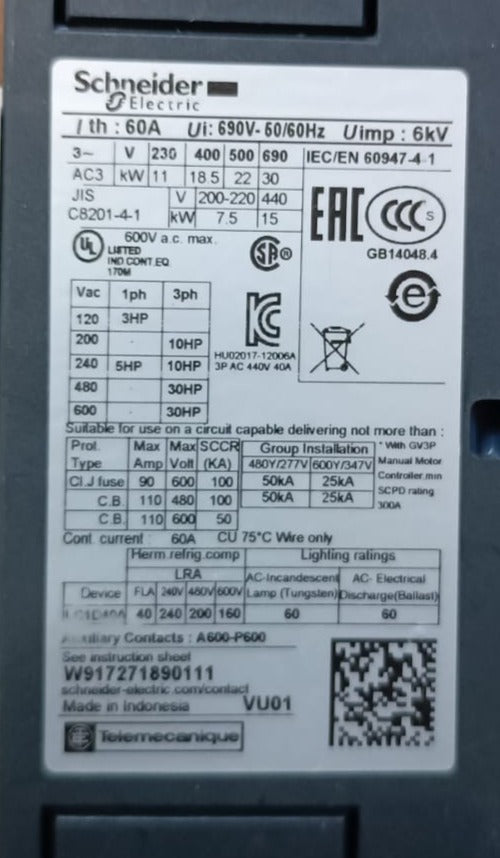 Schneider
Electric
I th : 60A Ui: 690V- 50/60Hz Uimp : 6kV
3~ V 230 400 500 690 IEC/EN 60947-4-1
AC3 kW 11 18.5 22 30
JIS V 200-220 440
C8201-4-1 kW 7.5 15
EAC CCC S
GB14048.4
UL 600V a.c. max.
LISTED
IND.CONT.EQ.
170M
SA ®
Vac 1ph 3ph
120 3HP
200 10HP
240 5HP 10HP
480 30HP
600 30HP
KC
HU02017-12006A
3P AC 440V 40A
e
Suitable for use on a circuit capable delivering not more than :
Prot. Max Max SCCR Group Installation * With GV3P
Type Amp Volt (KA) 480Y/277V 600Y/347V Manual Motor
Cl.J fuse 90 600 100 50kA 25kA Controller min
C.B. 110 480 100 50kA 25kA SCPD rating
C.B. 110 600 50 300A
Cont. current : 60A CU 75°C Wire only
Herm.refrig.comp Lighting ratings
LRA AC-Incandescent AC- Electrical
Device FLA 240V 480V 600V Lamp (Tungsten) Discharge(Ballast)
40 240 200 160 60 60
Contacts : A600-P600
See instruction sheet
W917271890111
schneider-electric.com/contact
Made in Indonesia VU01
Telemecanique